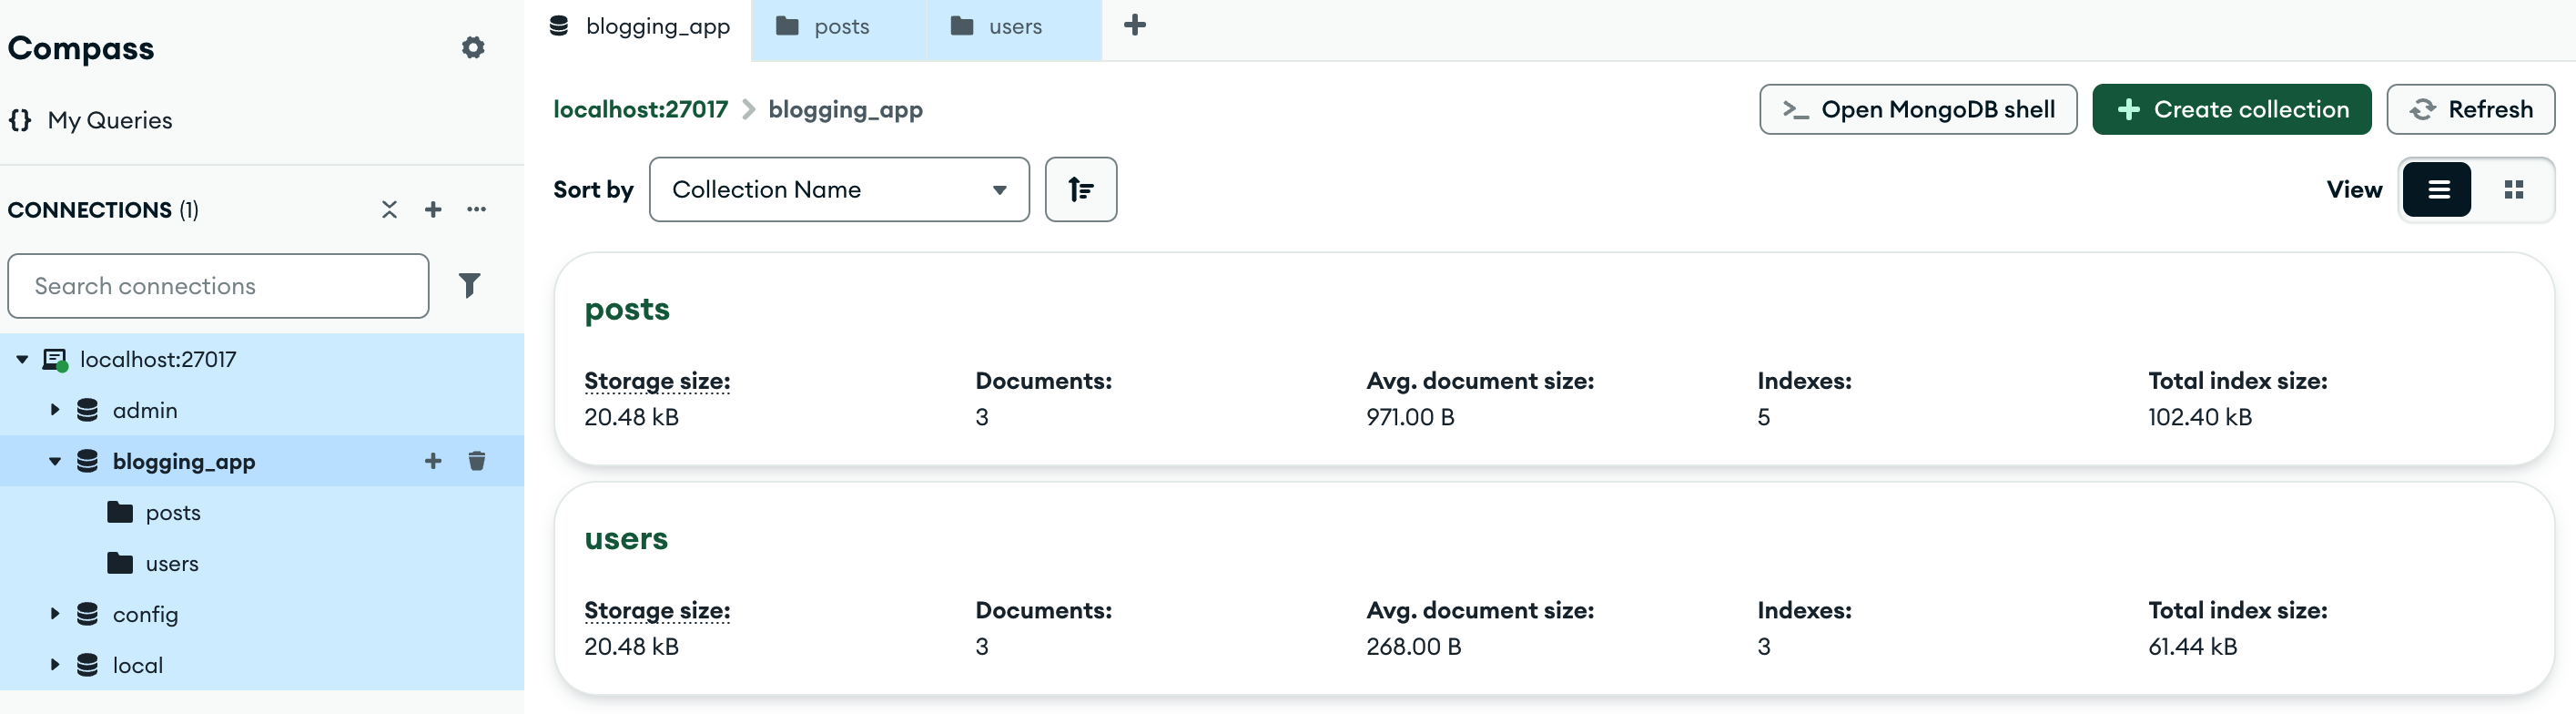 Compass
My Queries
CONNECTIONS (1)
Search connections
localhost:27017
admin
blogging_app
posts
users
config
local
blogging_app
posts
users
localhost:27017 > blogging_app
Open MongoDB shell
Create collection
Refresh
Sort by
Collection Name
View
posts
Storage size: Documents: Avg. document size: Indexes: Total index size:
20.48 kB 3 971.00 B 5 102.40 kB
users
Storage size: Documents: Avg. document size: Indexes: Total index size:
20.48 kB 3 268.00 B 3 61.44 kB